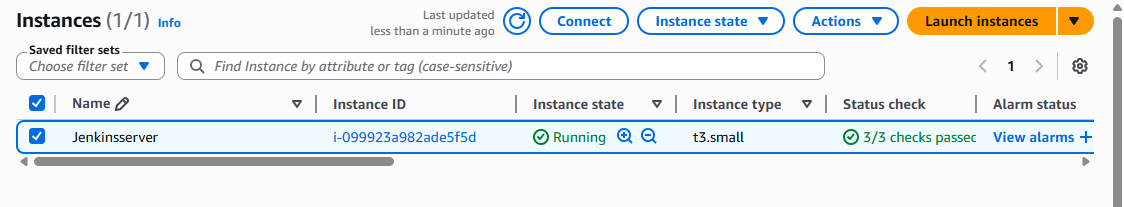 Instances (1/1) Info
Last updated
less than a minute ago
Connect
Instance state
Actions
Launch instances
Saved filter sets
Choose filter set
Find Instance by attribute or tag (case-sensitive)
1
Name Instance ID Instance state Instance type Status check Alarm status
Jenkinsserver i-099923a982ade5f5d Running t3.small 3/3 checks passec View alarms +